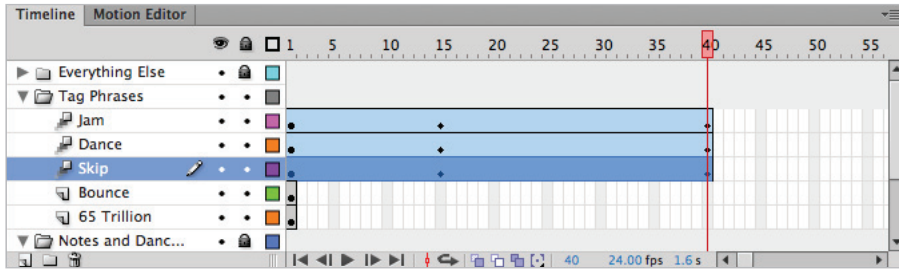 Timeline Motion Editor
1 5 10 15 20 25 30 35 40 45 50 55
Everything Else
Tag Phrases
Jam
Dance
Skip
Bounce
65 Trillion
Notes and Danc...
40 24.00 fps 1.6 s